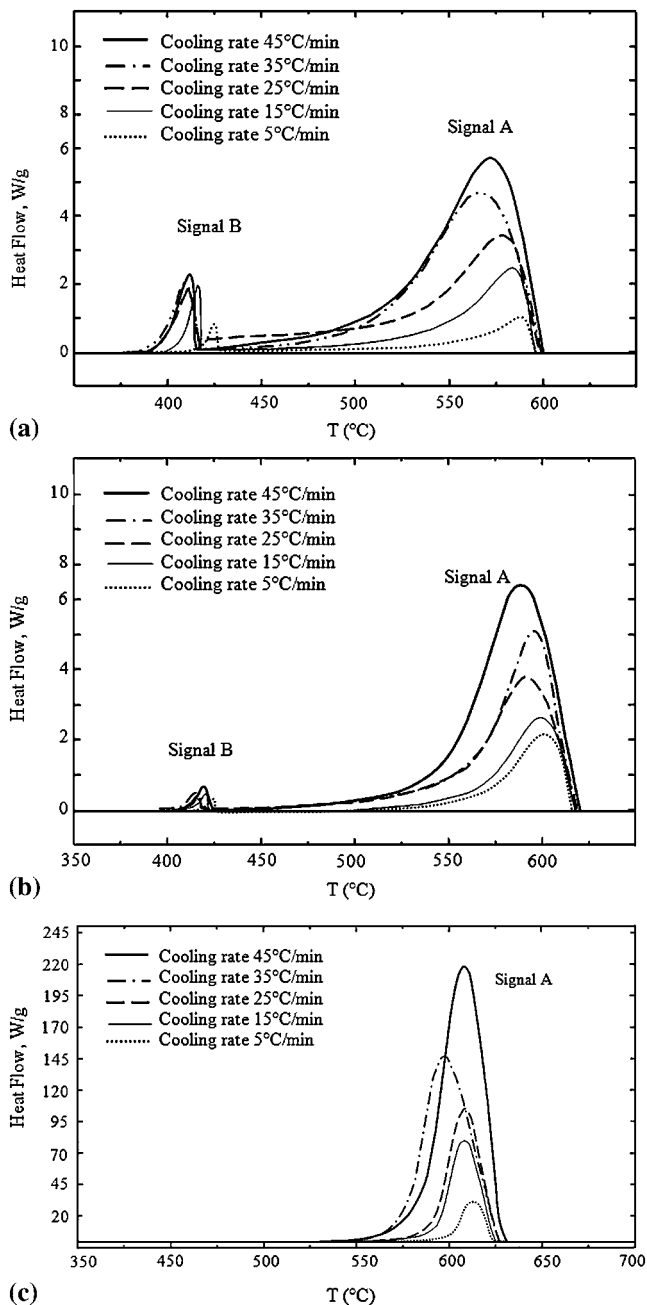 10
8
6
4
2
0
Heat Flow, W/g
Cooling rate 45°C/min
Cooling rate 35°C/min
Cooling rate 25°C/min
Cooling rate 15°C/min
Cooling rate 5°C/min
Signal A
Signal B
400 450 500 550 600
T (°C)
(a)
10
8
6
4
2
0
Heat Flow, W/g
Cooling rate 45°C/min
Cooling rate 35°C/min
Cooling rate 25°C/min
Cooling rate 15°C/min
Cooling rate 5°C/min
Signal A
Signal B
350 400 450 500 550 600
T (°C)
(b)
245
220
195
170
145
120
95
70
45
20
Heat Flow, W/g
Cooling rate 45°C/min
Cooling rate 35°C/min
Cooling rate 25°C/min
Cooling rate 15°C/min
Cooling rate 5°C/min
Signal A
350 450 500 550 600 650 700
T (°C)
(c)